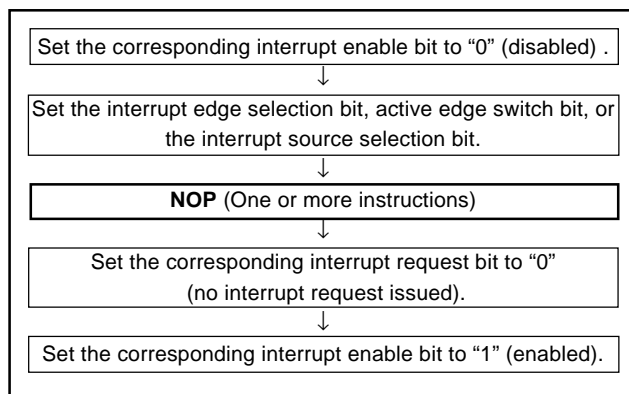 Set the corresponding interrupt enable bit to “0” (disabled) .
↓
Set the interrupt edge selection bit, active edge switch bit, or
the interrupt source selection bit.
↓
NOP (One or more instructions)
↓
Set the corresponding interrupt request bit to “0”
(no interrupt request issued).
↓
Set the corresponding interrupt enable bit to “1” (enabled).